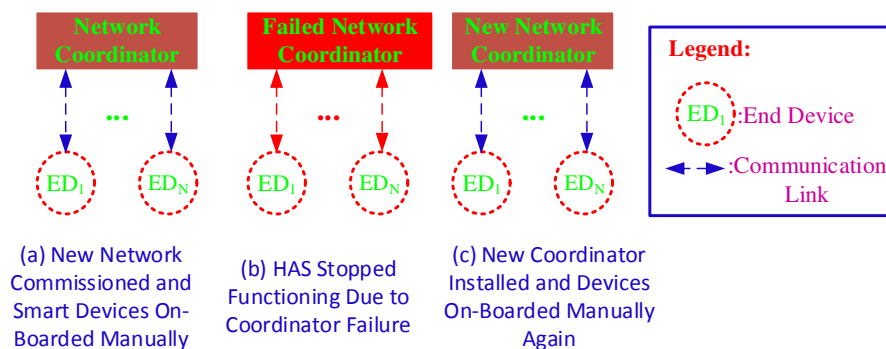 Network
Coordinator
...
ED1
EDN
(a) New Network
Commissioned and
Smart Devices On-
Boarded Manually
Failed Network
Coordinator
...
ED1
EDN
(b) HAS Stopped
Functioning Due to
Coordinator Failure
New Network
Coordinator
...
ED1
EDN
(c) New Coordinator
Installed and Devices
On-Boarded Manually
Again
Legend:
ED1
:End Device
:Communication
Link